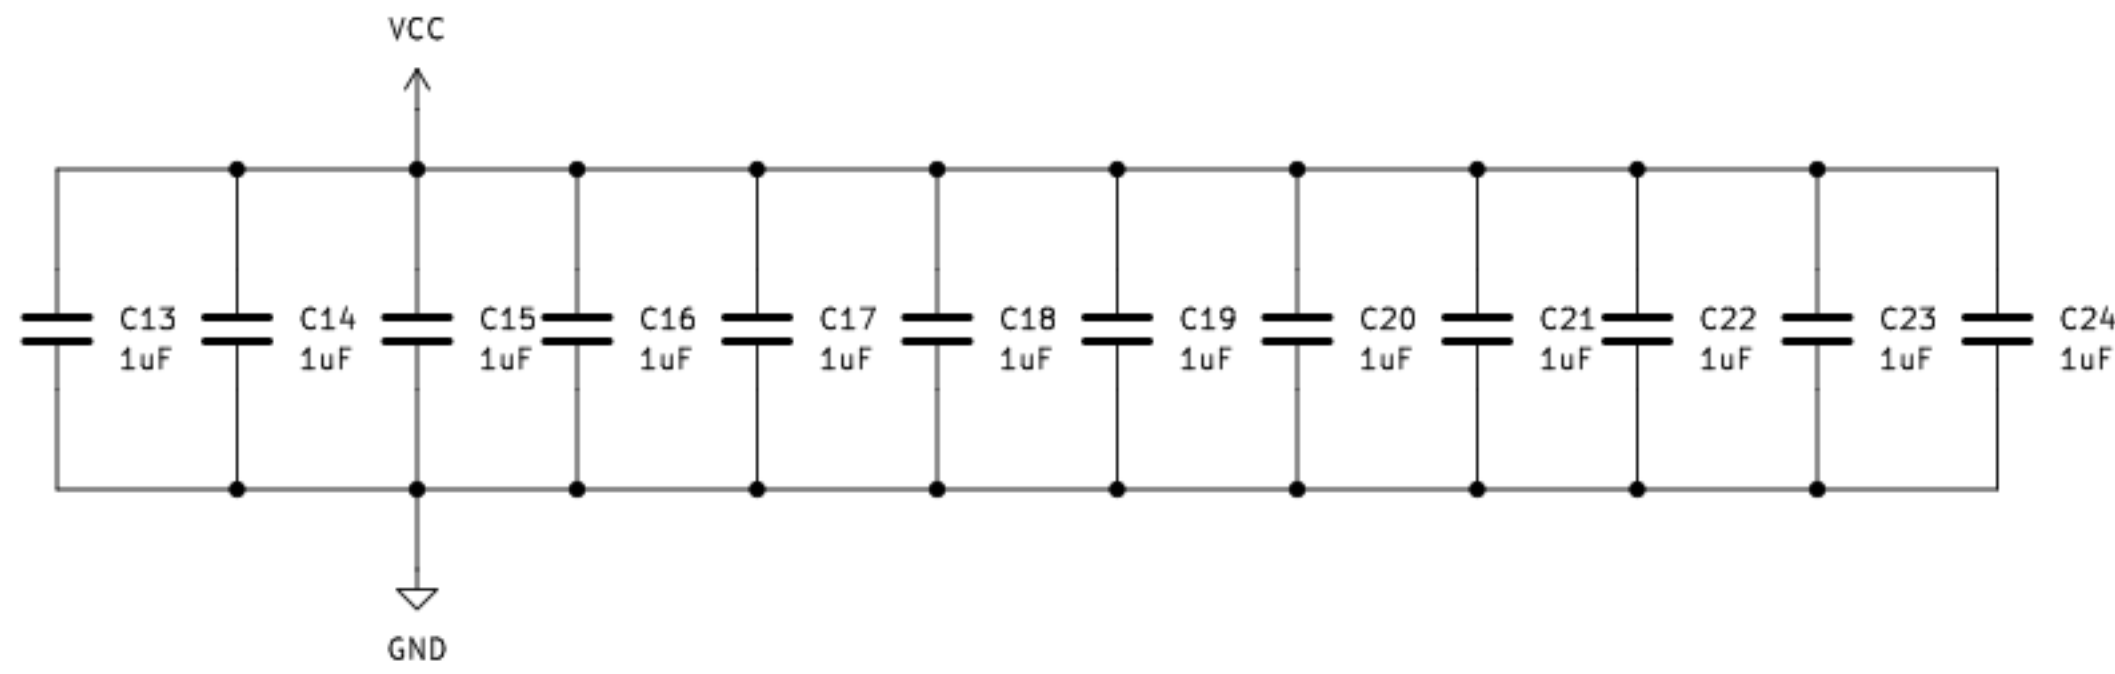 VCC
C13 C14 C15 C16 C17 C18 C19 C20 C21 C22 C23 C24
1uF 1uF 1uF 1uF 1uF 1uF 1uF 1uF 1uF 1uF 1uF 1uF
GND